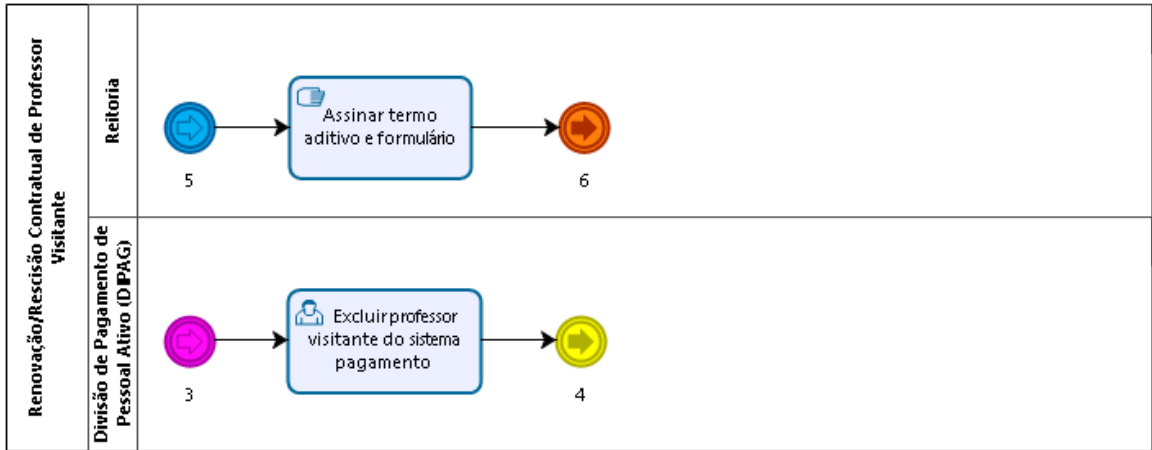 Renovação/Rescisão Contratual de Professor
Visitante
Reitoria
Assinar termo
aditivo e formulário
5
6
Divisão de Pagamento de
Pessoal Ativo (DIPAG)
Excluir professor
visitante do sistema
pagamento
3
4